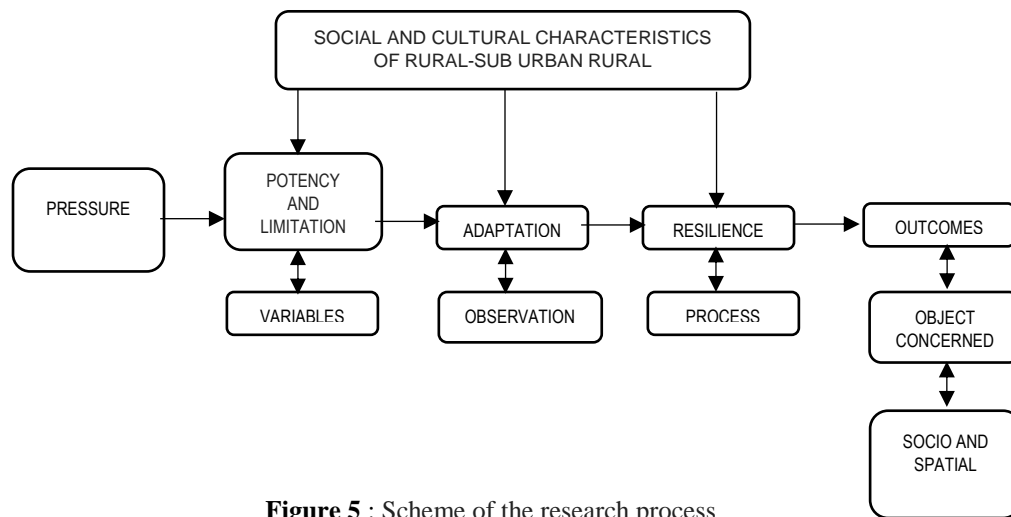 SOCIAL AND CULTURAL CHARACTERISTICS
OF RURAL-SUB URBAN RURAL
PRESSURE
POTENCY
AND
LIMITATION
ADAPTATION
RESILIENCE
OUTCOMES
VARIABLES
OBSERVATION
PROCESS
OBJECT
CONCERNED
SOCIO AND
SPATIAL
Figure 5 : Scheme of the research process